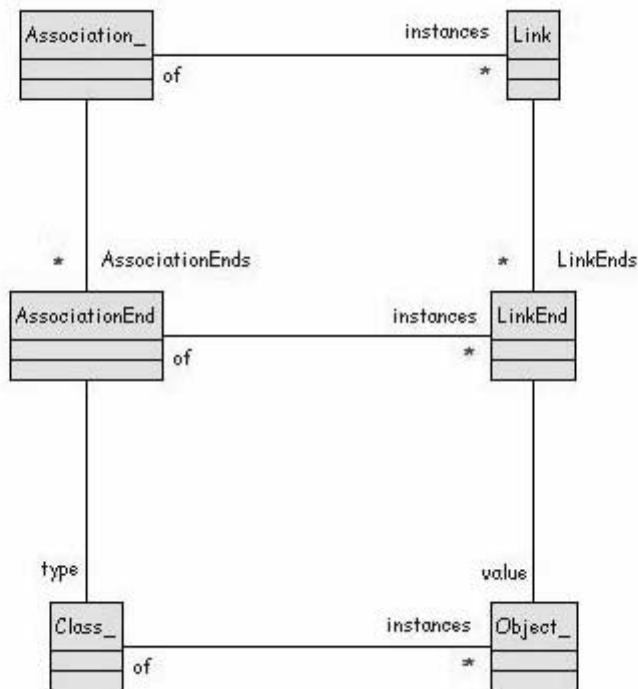 Association_
instances
Link
of
*
*
AssociationEnds
*
LinkEnds
AssociationEnd
instances
LinkEnd
of
*
type
value
Class_
instances
Object_
of
*